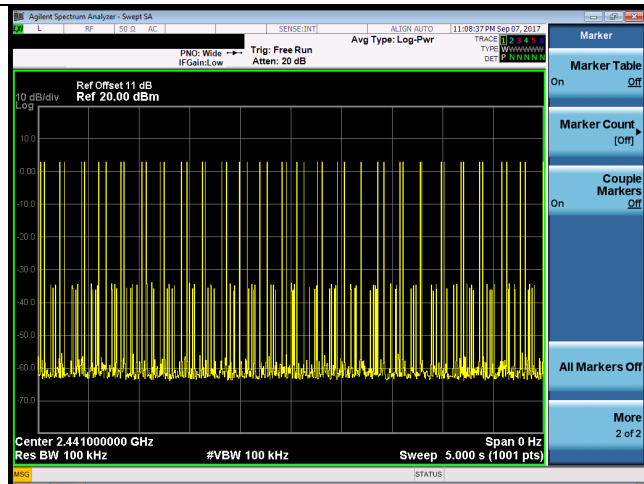 Agilent Spectrum Analyzer - Swept SA
L RF 50 Ω AC SENSE:INT ALIGN AUTO 11:08:37 PM Sep 07, 2017
Marker
Avg Type: Log-Pwr TRACE 1 2 3 4 5 6
PNO: Wide Trig: Free Run TYPE WWWWWW
IFGain:Low Atten: 20 dB DET P NNNNN
Marker Table
On Off
Ref Offset 11 dB
10 dB/div Ref 20.00 dBm
Log
Marker Count
[Off]
10.0
0.00
Couple
Markers
On Off
-10.0
-20.0
-30.0
-40.0
-50.0
-60.0
All Markers Off
-70.0
More
2 of 2
Center 2.441000000 GHz Span 0 Hz
Res BW 100 kHz #VBW 100 kHz Sweep 5.000 s (1001 pts)
MSG STATUS